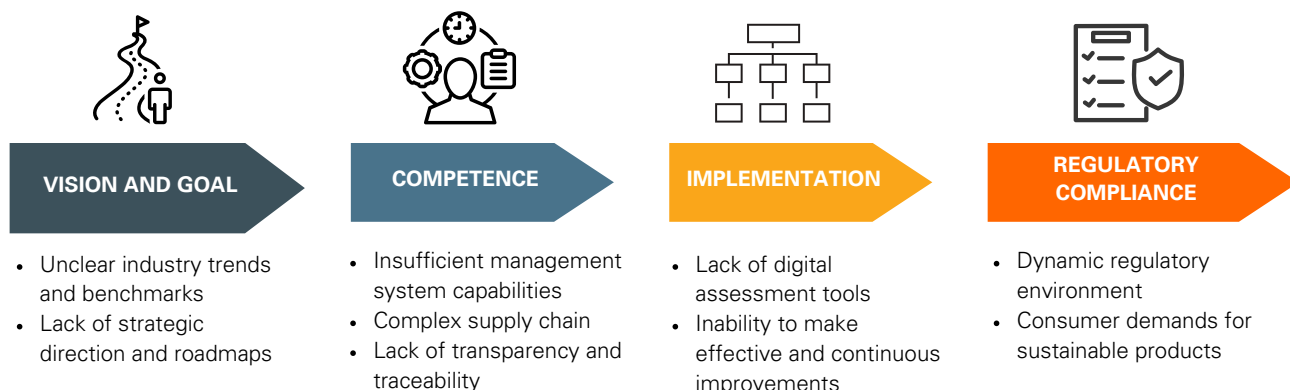 VISION AND GOAL
• Unclear industry trends
and benchmarks
• Lack of strategic
direction and roadmaps
COMPETENCE
• Insufficient management
system capabilities
• Complex supply chain
• Lack of transparency and
traceability
IMPLEMENTATION
• Lack of digital
assessment tools
• Inability to make
effective and continuous
improvements
REGULATORY
COMPLIANCE
• Dynamic regulatory
environment
• Consumer demands for
sustainable products